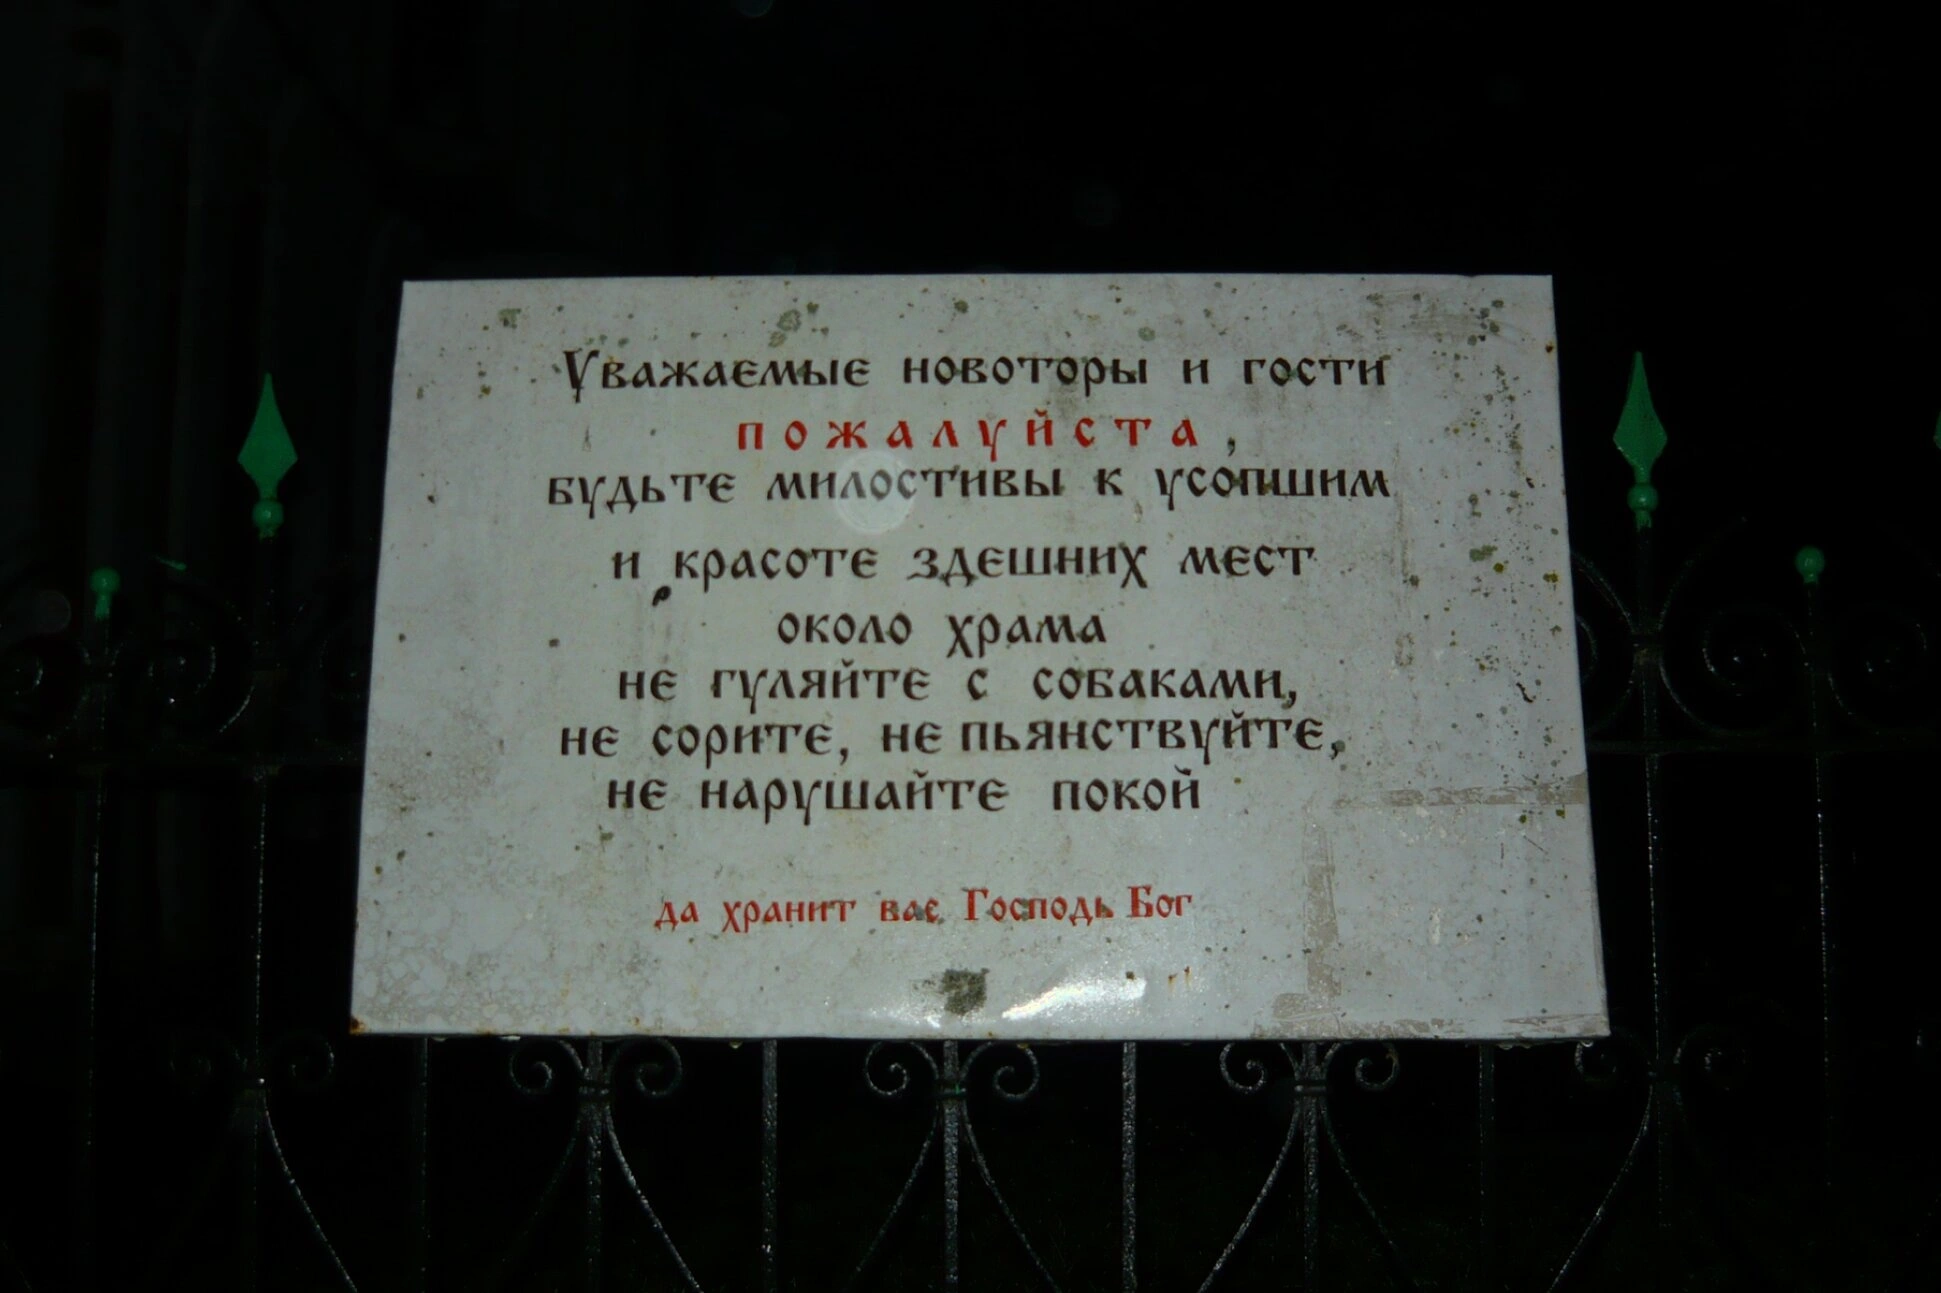 Уважаемые новоторы и гости
пожалуйста,
будьте милостивы к усопшим
и красоте здешних мест
около храма
не гуляйте с собаками,
не сорите, не пьянствуйте,
не нарушайте покой
да хранит вас Господь Бог